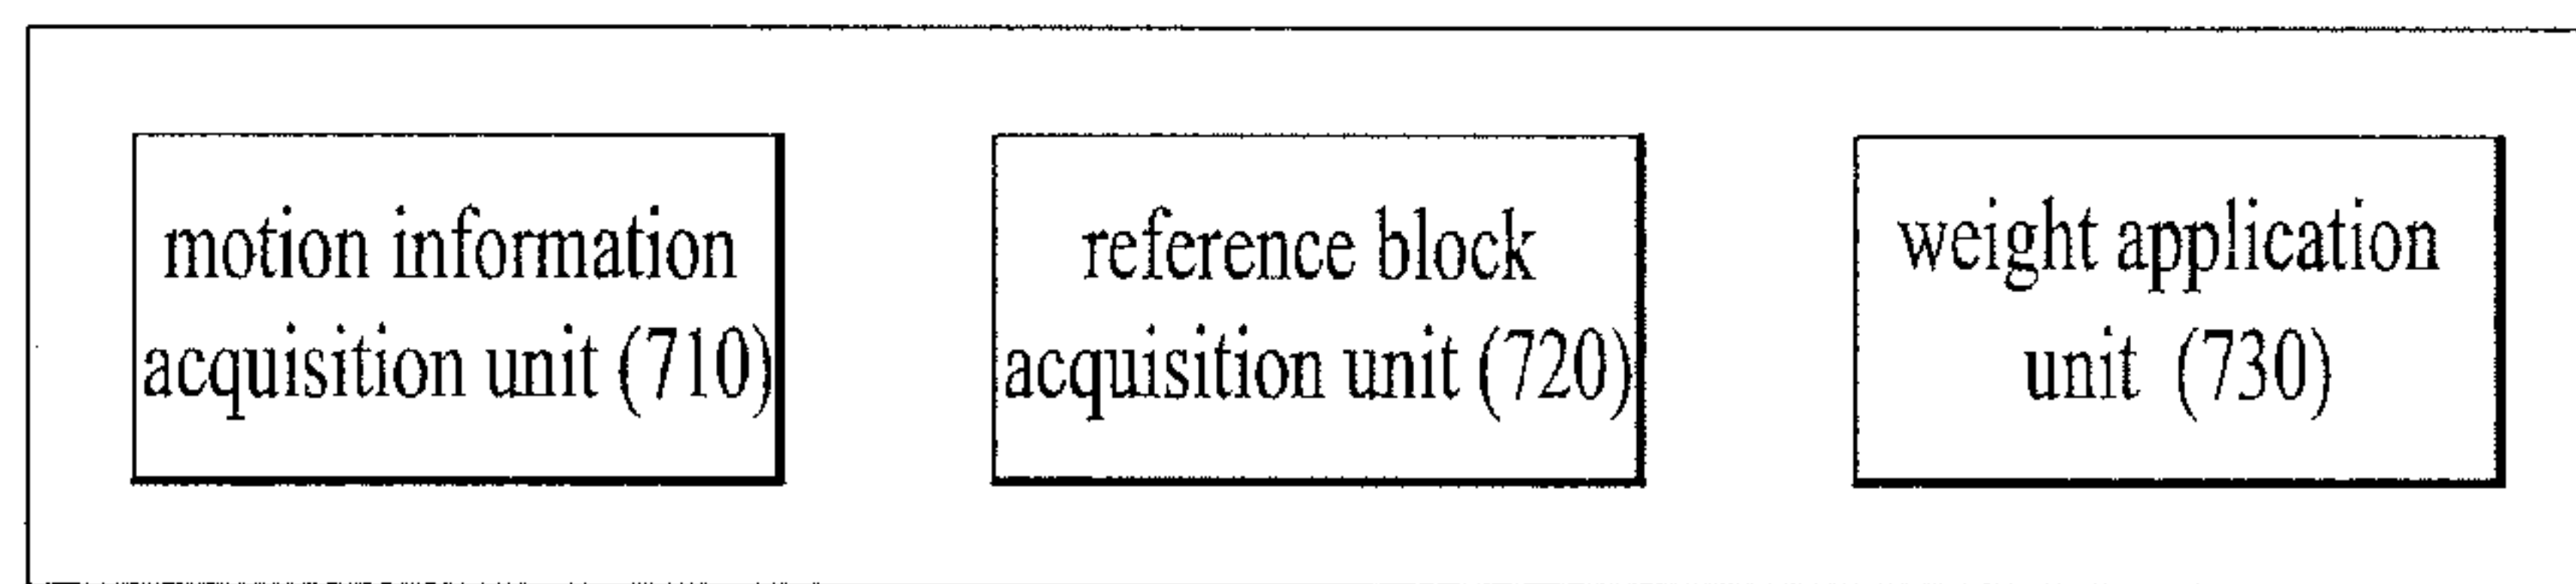 motion information
acquisition unit (710)
reference block
acquisition unit (720)
weight application
unit (730)